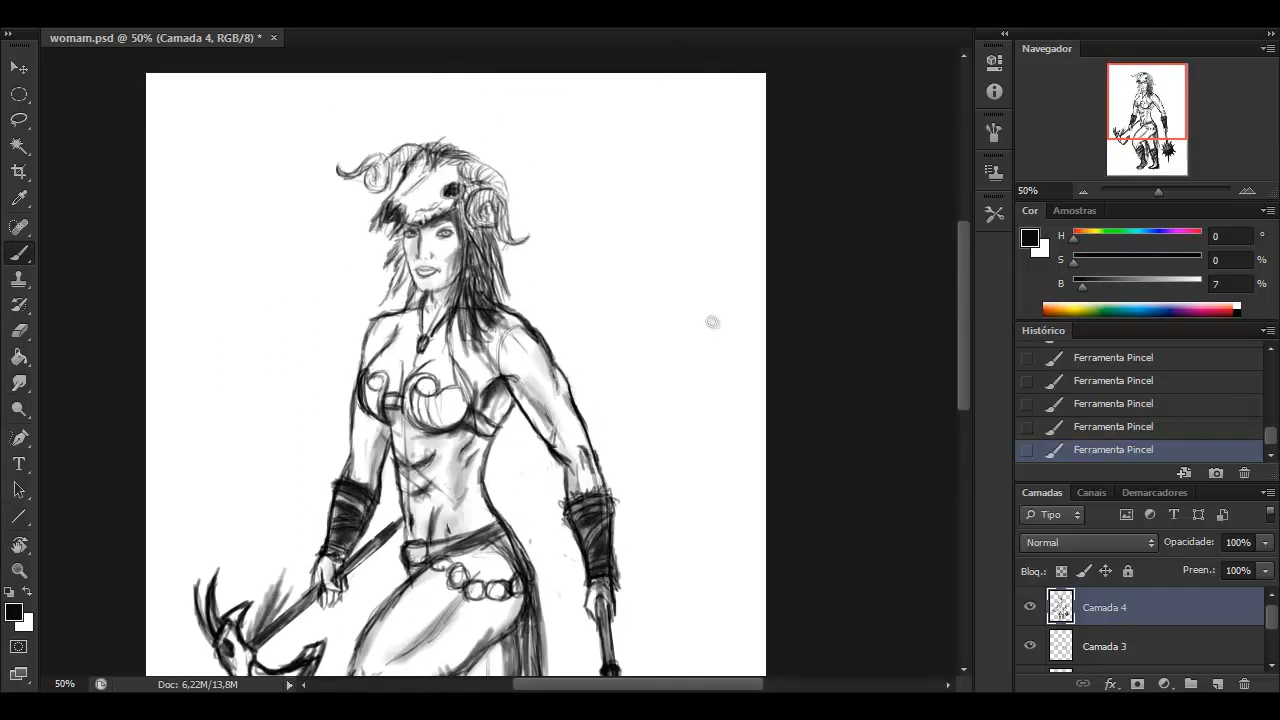 womam.psd @ 50% (Camada 4, RGB/8) *
Navegador
50%
Cor Amostras
H 0 °
S 0 %
B 7 %
Histórico
Ferramenta Pincel
Ferramenta Pincel
Ferramenta Pincel
Ferramenta Pincel
Ferramenta Pincel
Camadas Canais Demarcadores
Tipo
Normal Opacidade: 100%
Bloq.: Preen.: 100%
Camada 4
Camada 3
50% Doc: 6,22M/13,8M